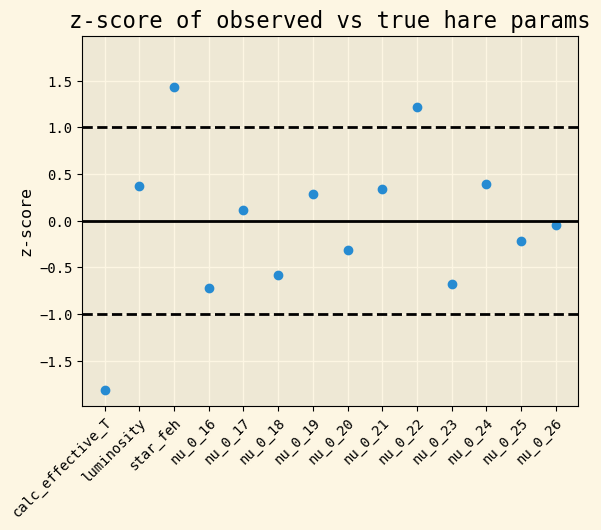 z-score of observed vs true hare params
z-score
1.5
1.0
0.5
0.0
−0.5
−1.0
−1.5
calc_effective_T
luminosity
star_feh
nu_0_16
nu_0_17
nu_0_18
nu_0_19
nu_0_20
nu_0_21
nu_0_22
nu_0_23
nu_0_24
nu_0_25
nu_0_26